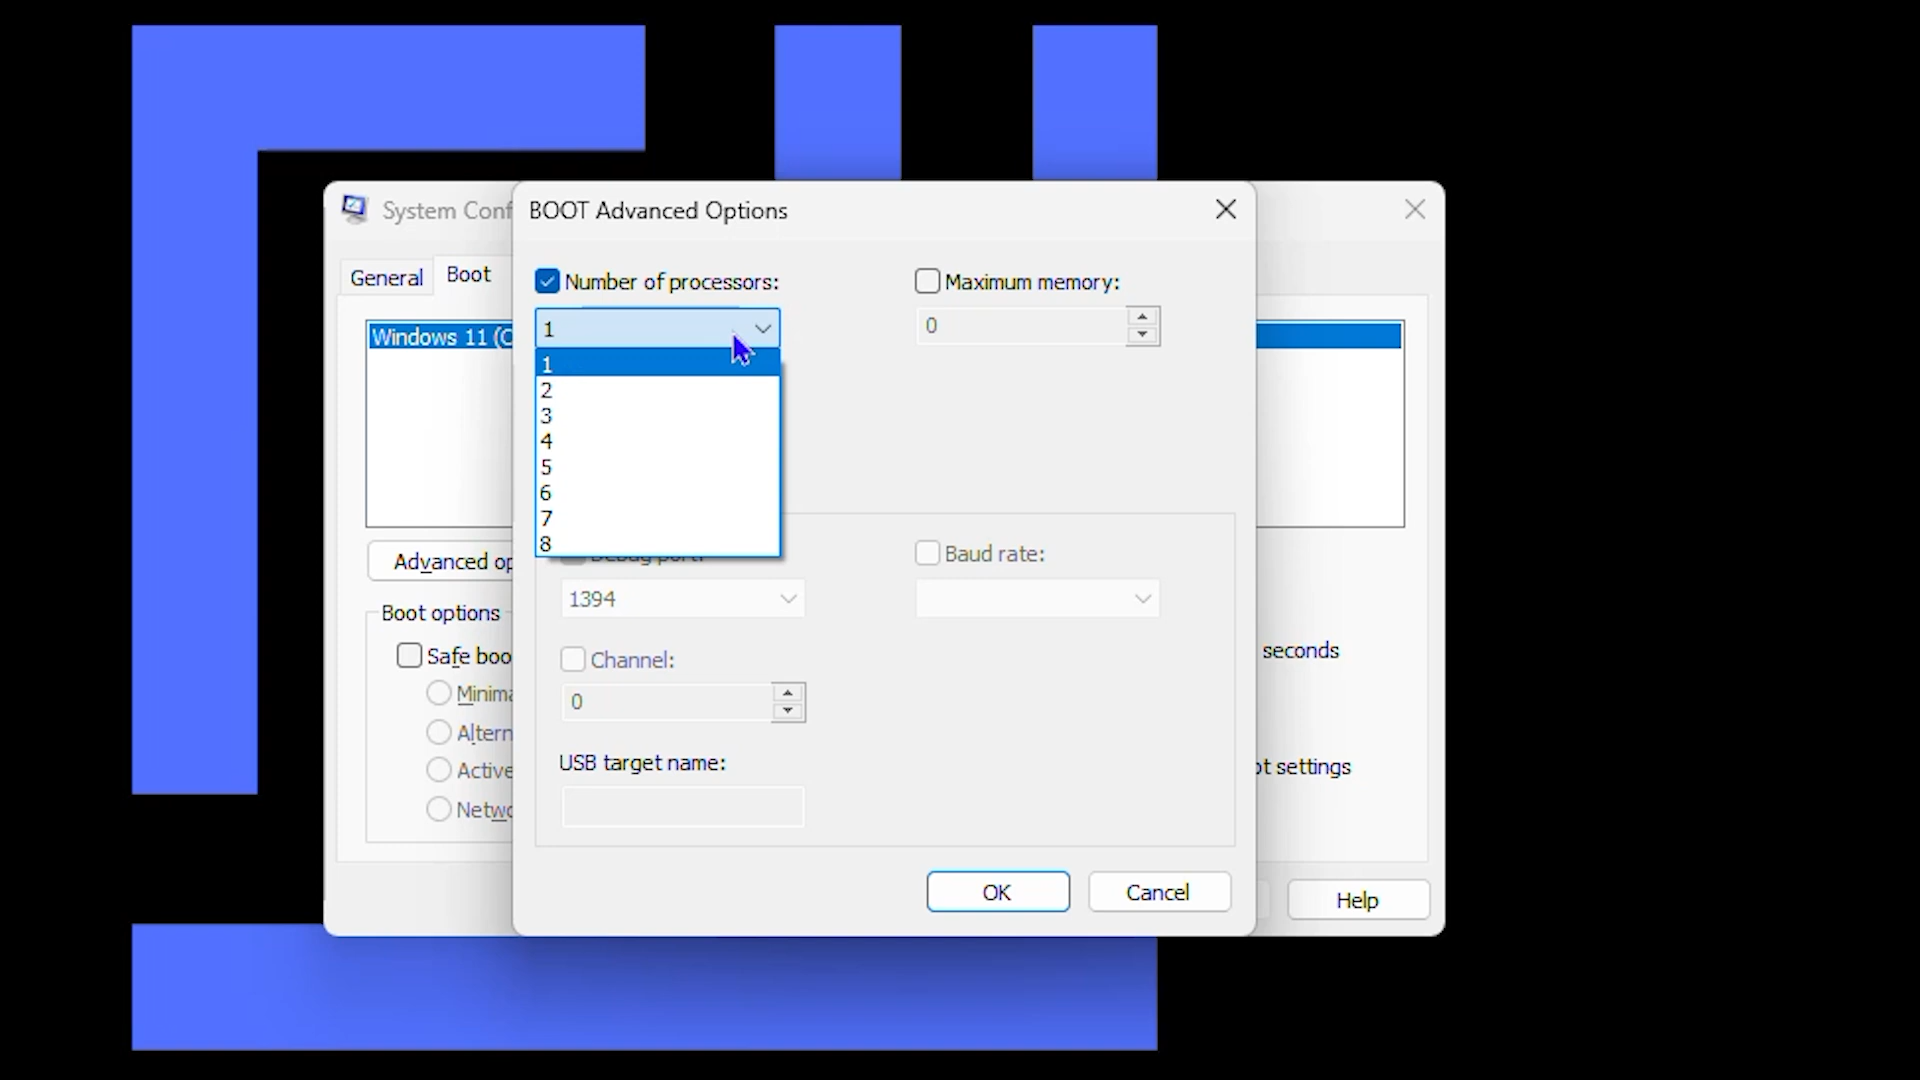 System Conf
BOOT Advanced Options
General
Boot
Number of processors:
Maximum memory:
1
0
Windows 11 (C
1
2
3
4
5
6
7
8
Advanced op
Debug port:
Baud rate:
1394
Boot options
Channel:
Safe boo
seconds
0
Minima
Altern
USB target name:
Active
ot settings
Netwo
OK
Cancel
Help